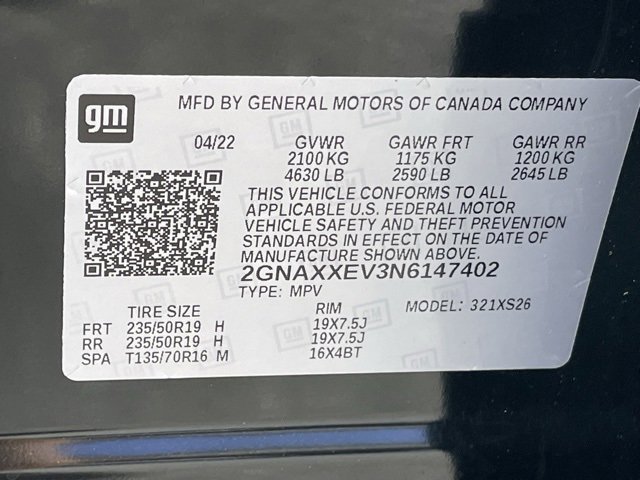 gm
MFD BY GENERAL MOTORS OF CANADA COMPANY
04/22 GVWR GAWR FRT GAWR RR
2100 KG 1175 KG 1200 KG
4630 LB 2590 LB 2645 LB
THIS VEHICLE CONFORMS TO ALL
APPLICABLE U.S. FEDERAL MOTOR
VEHICLE SAFETY AND THEFT PREVENTION
STANDARDS IN EFFECT ON THE DATE OF
MANUFACTURE SHOWN ABOVE.
2GNAXXEV3N6147402
TYPE: MPV
TIRE SIZE RIM MODEL: 321XS26
FRT 235/50R19 H 19X7.5J
RR 235/50R19 H 19X7.5J
SPA T135/70R16 M 16X4BT